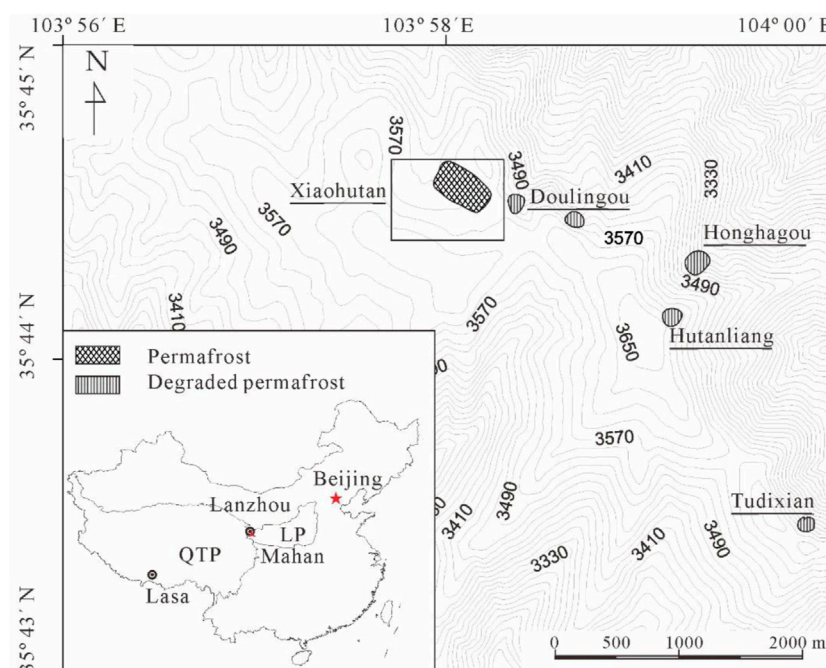 103°56′E 103°58′E 104°00′E
35°45′N
N
3570
3490
3410
3330
Xiaohutan
Doulingou
3570
3490
3570
Honghagou
3490
3410
3570
35°44′N
3650
Hutanliang
Permafrost
Degraded permafrost
3570
Beijing
Lanzhou
LP
QTP
Mahan
Lasa
3490
3410
Tudixian
3410
3490
3330
35°43′N
0 500 1000 2000 m